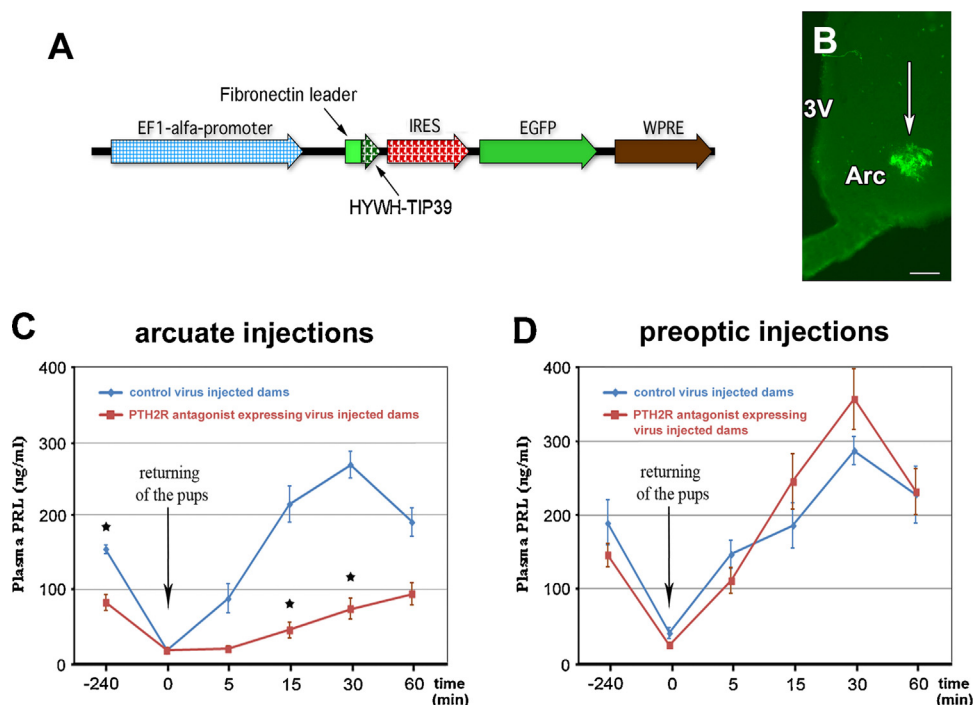 A
Fibronectin leader
EF1-alfa-promoter
IRES
EGFP
WPRE
HYWH-TIP39
B
3V
Arc
C
arcuate injections
400
300
200
100
0
Plasma PRL (ng/ml)
control virus injected dams
PTH2R antagonist expressing virus injected dams
returning
of the pups
-240
0
5
15
30
60
time
(min)
D
preoptic injections
400
300
200
100
0
Plasma PRL (ng/ml)
control virus injected dams
PTH2R antagonist expressing
virus injected dams
returning
of the pups
-240
0
5
15
30
60
time
(min)